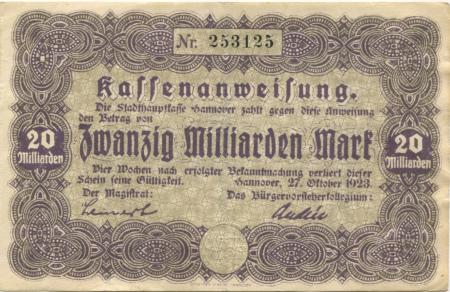 Nr. 253125
Kassenanweisung.
Die Stadthauptkasse Hannover zahlt gegen diese Anweisung
den Betrag von
Zwanzig Milliarden Mark
20
Milliarden
20
Milliarden
Vier Wochen nach erfolgter Bekanntmachung verliert dieser
Schein seine Gültigkeit. Hannover, 27. Oktober 1923.
Der Magistrat: Das Bürgervorsteherkollegium:
Leinert